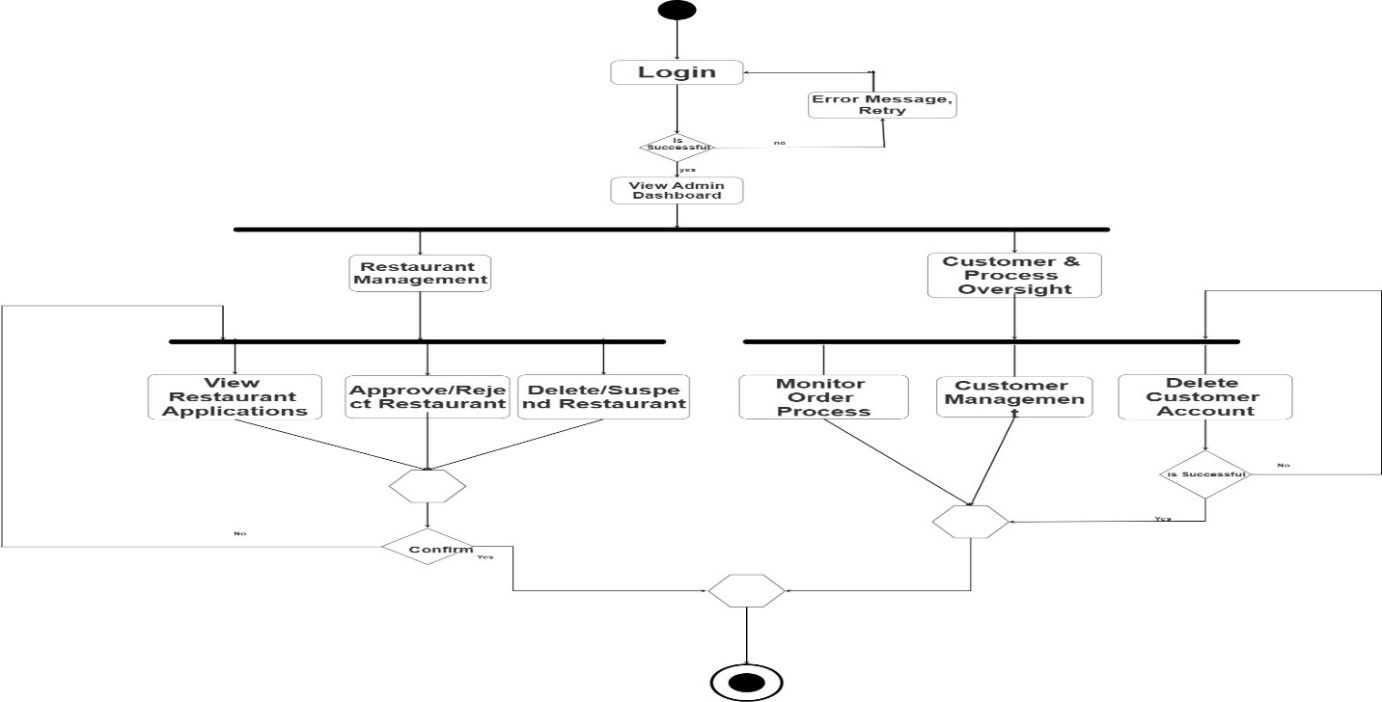 Login
Error Message,
Retry
Is
Successful
no
yes
View Admin
Dashboard
Restaurant
Management
Customer &
Process
Oversight
View
Restaurant
Applications
Approve/Reje
ct Restaurant
Delete/Suspe
nd Restaurant
Monitor
Order
Process
Customer
Managemen
t
Delete
Customer
Account
is Successful
No
Yes
No
Confirm
Yes